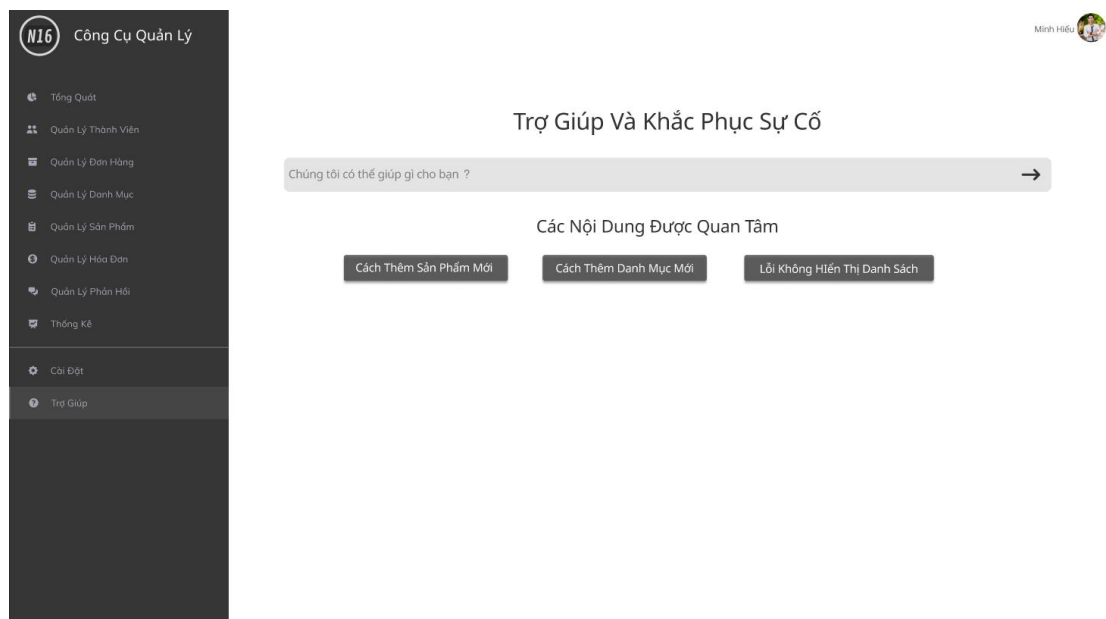 N16 Công Cụ Quản Lý
Minh Hiếu
Tổng Quát
Quản Lý Thành Viên
Quản Lý Đơn Hàng
Quản Lý Danh Mục
Quản Lý Sản Phẩm
Quản Lý Hóa Đơn
Quản Lý Phản Hồi
Thống Kê
Cài Đặt
Trợ Giúp
Trợ Giúp Và Khắc Phục Sự Cố
Chúng tôi có thể giúp gì cho bạn ?
Các Nội Dung Được Quan Tâm
Cách Thêm Sản Phẩm Mới
Cách Thêm Danh Mục Mới
Lỗi Không HIển Thị Danh Sách